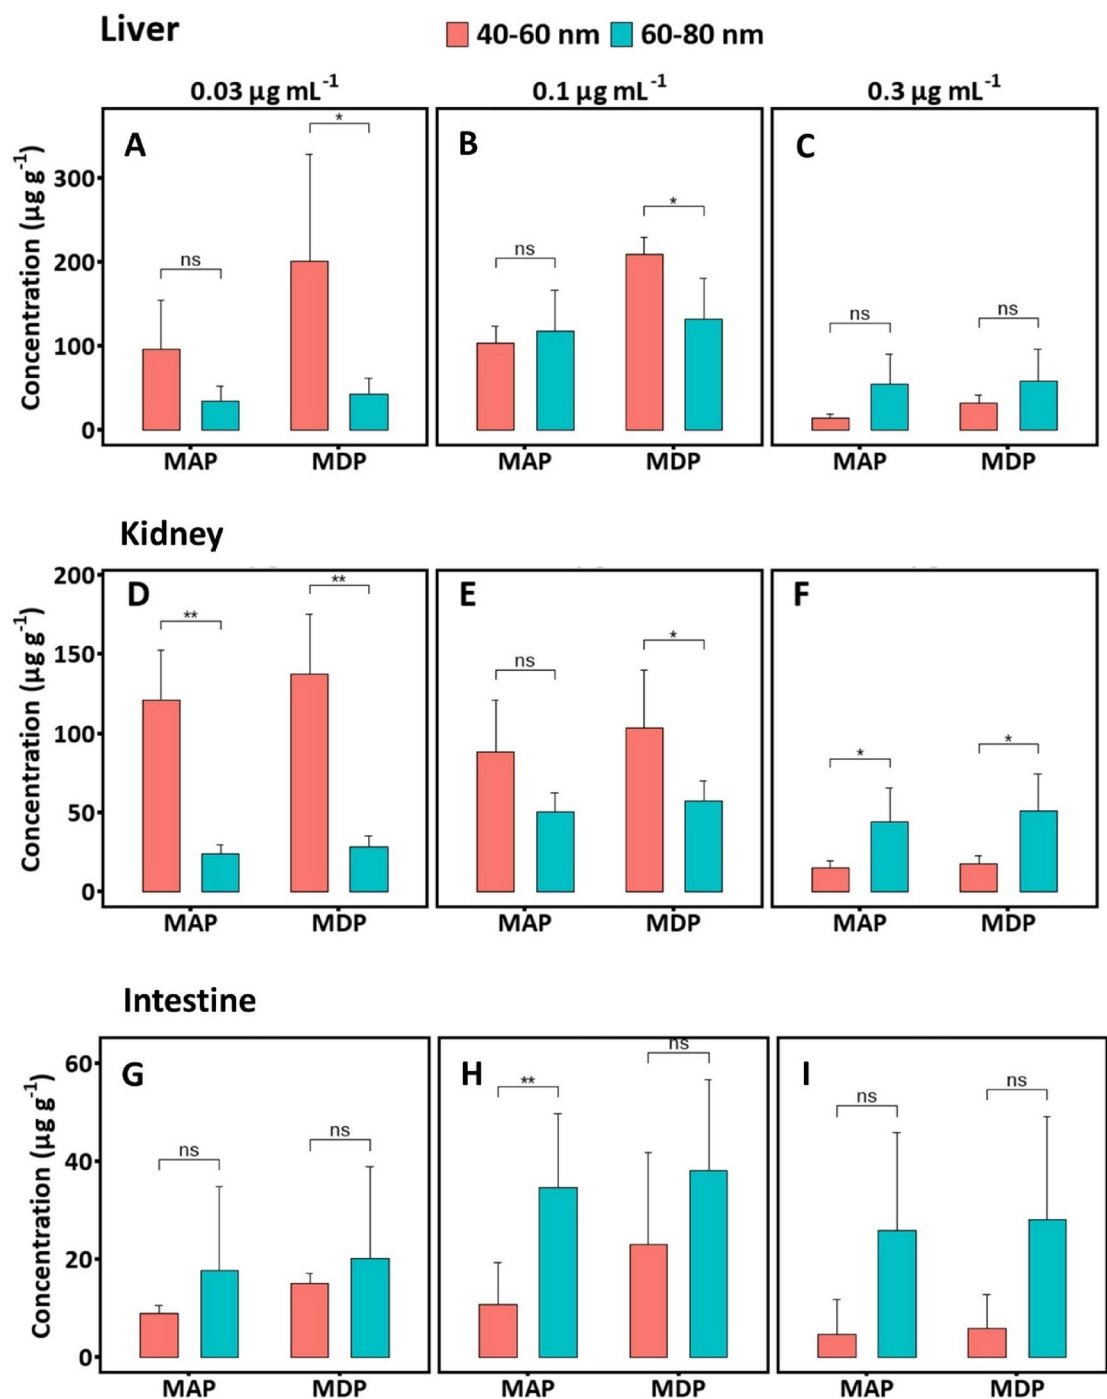 Liver
40-60 nm 60-80 nm
0.03 µg mL⁻¹ 0.1 µg mL⁻¹ 0.3 µg mL⁻¹
Concentration (µg g⁻¹)
300
200
100
0
A
ns
*
MAP MDP
B
ns
*
MAP MDP
C
ns
ns
MAP MDP
Kidney
Concentration (µg g⁻¹)
200
150
100
50
0
D
**
**
MAP MDP
E
ns
*
MAP MDP
F
*
*
MAP MDP
Intestine
Concentration (µg g⁻¹)
60
40
20
0
G
ns
ns
MAP MDP
H
**
ns
MAP MDP
I
ns
ns
MAP MDP